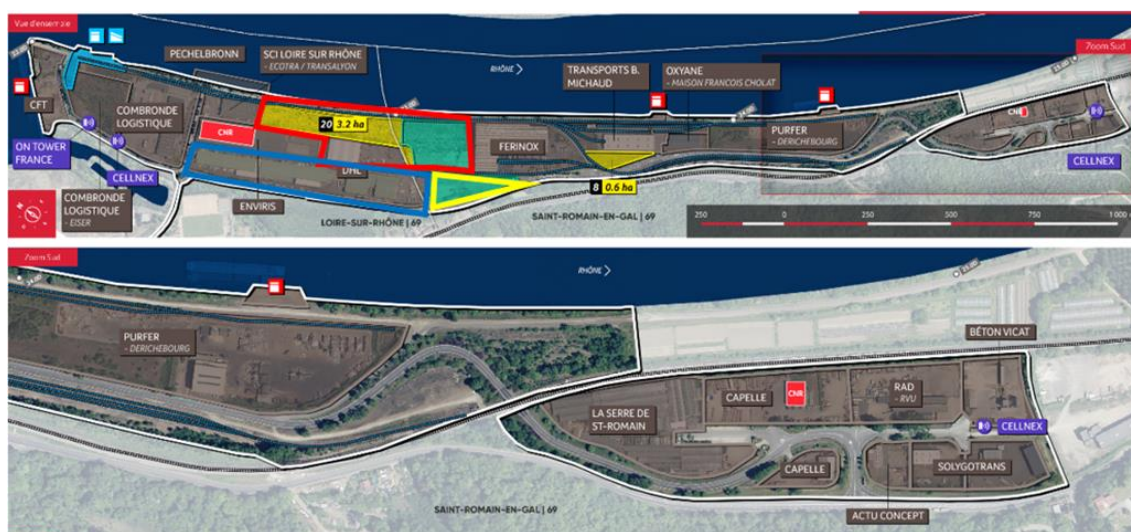 Vue d'ensemble
Zoom Sud
PECHELBRONN
SCI LOIRE SUR RHÔNE
- ECOTRA / TRANSALYON
RHÔNE
TRANSPORTS B.
MICHAUD
OXYANE
- MAISON FRANCOIS CHOLAT
CFT
COMBRONDE
LOGISTIQUE
CNR
20 3.2 ha
FERINOX
PURFER
- DERICHEBOURG
CNR
ON TOWER
FRANCE
CELLNEX
DHL
8 0.6 ha
CELLNEX
COMBRONDE
LOGISTIQUE
- EISER
ENVIRIS
LOIRE-SUR-RHÔNE | 69
SAINT-ROMAIN-EN-GAL | 69
250
0
250
500
750
1 000
Zoom Sud
RHÔNE
PURFER
- DERICHEBOURG
BÉTON VICAT
CAPELLE
CNR
RAD
- RVU
LA SERRE DE
ST-ROMAIN
CELLNEX
CAPELLE
SOLYGOTRANS
SAINT-ROMAIN-EN-GAL | 69
ACTU CONCEPT